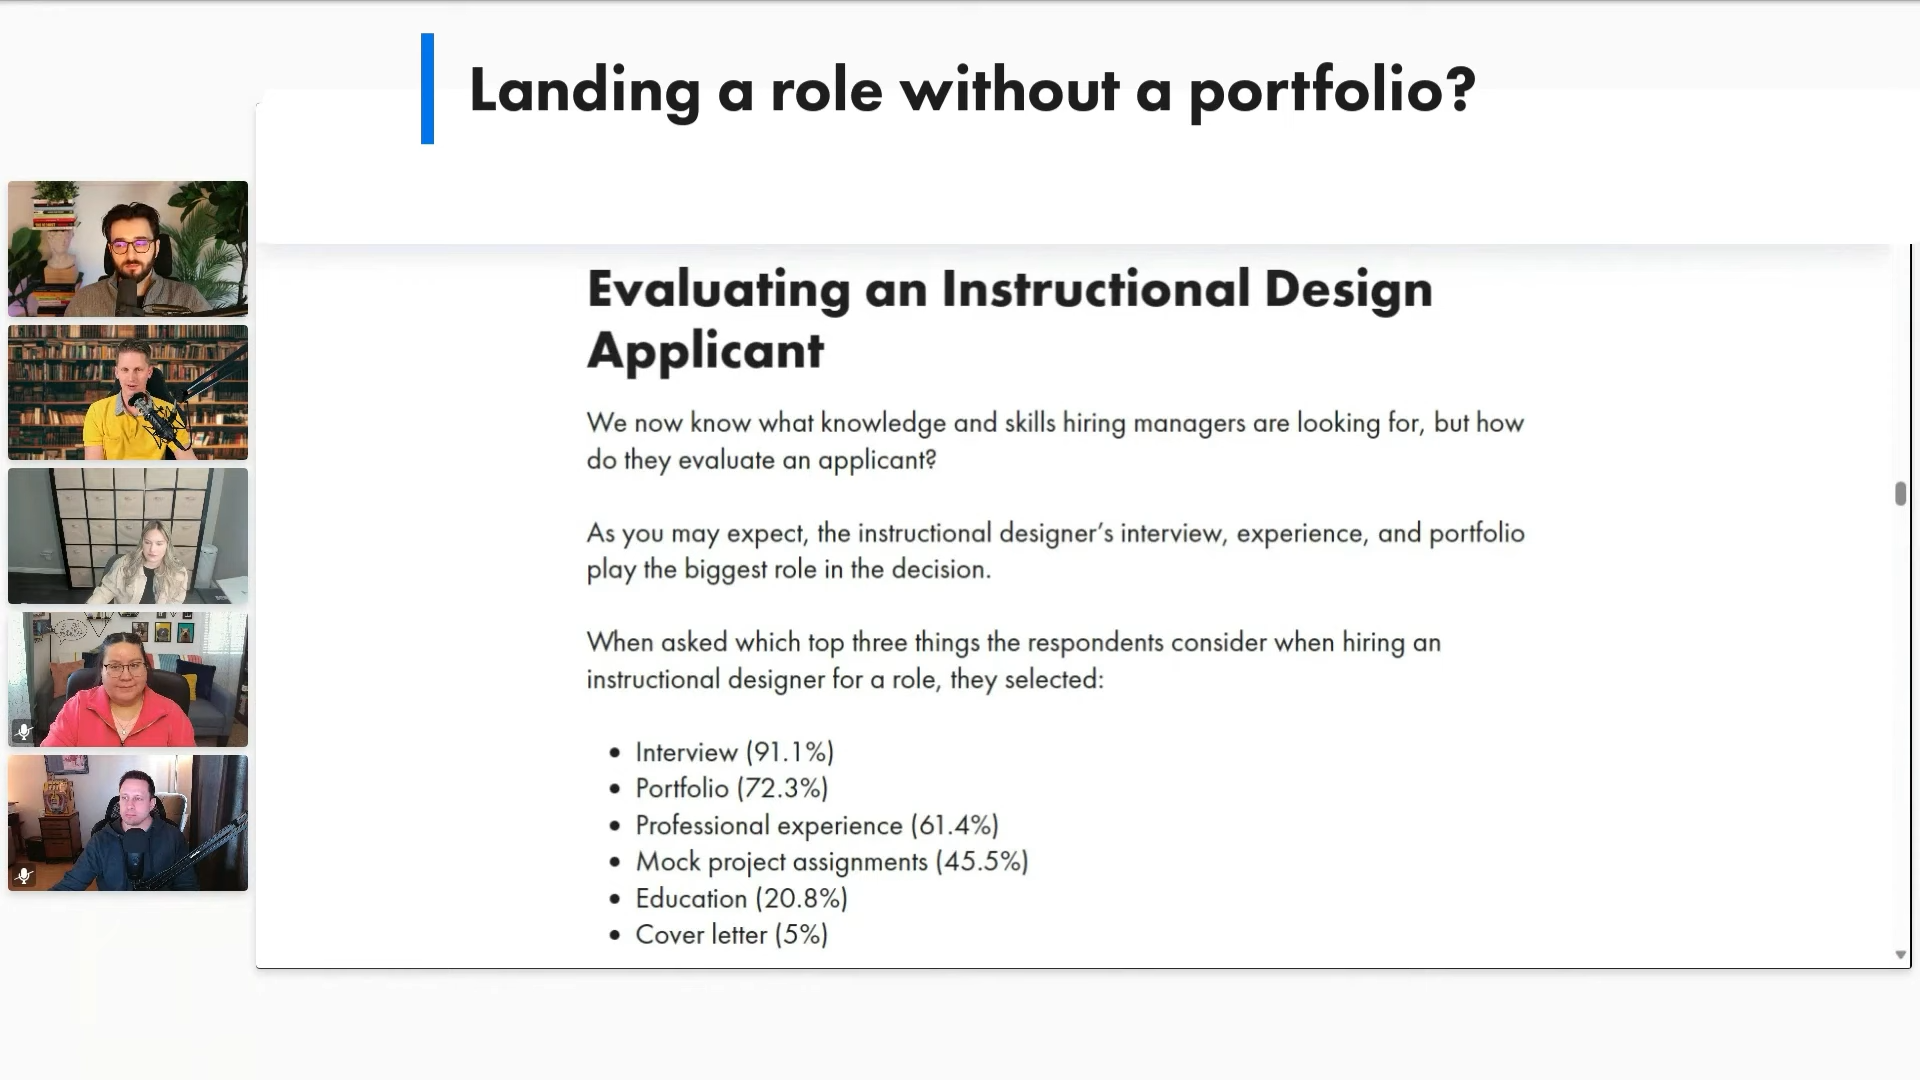 Landing a role without a portfolio?
Evaluating an Instructional Design
Applicant
We now know what knowledge and skills hiring managers are looking for, but how
do they evaluate an applicant?
As you may expect, the instructional designer’s interview, experience, and portfolio
play the biggest role in the decision.
When asked which top three things the respondents consider when hiring an
instructional designer for a role, they selected:
• Interview (91.1%)
• Portfolio (72.3%)
• Professional experience (61.4%)
• Mock project assignments (45.5%)
• Education (20.8%)
• Cover letter (5%)